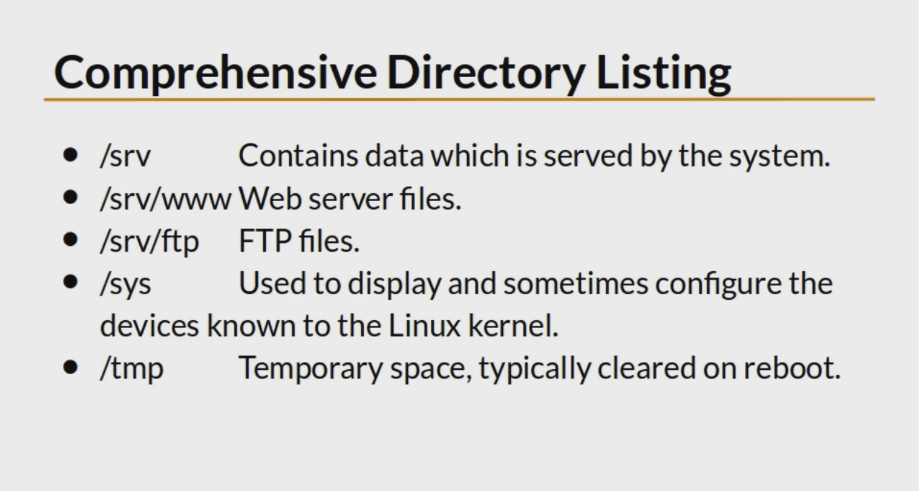 Comprehensive Directory Listing
● /srv Contains data which is served by the system.
● /srv/www Web server files.
● /srv/ftp FTP files.
● /sys Used to display and sometimes configure the
devices known to the Linux kernel.
● /tmp Temporary space, typically cleared on reboot.